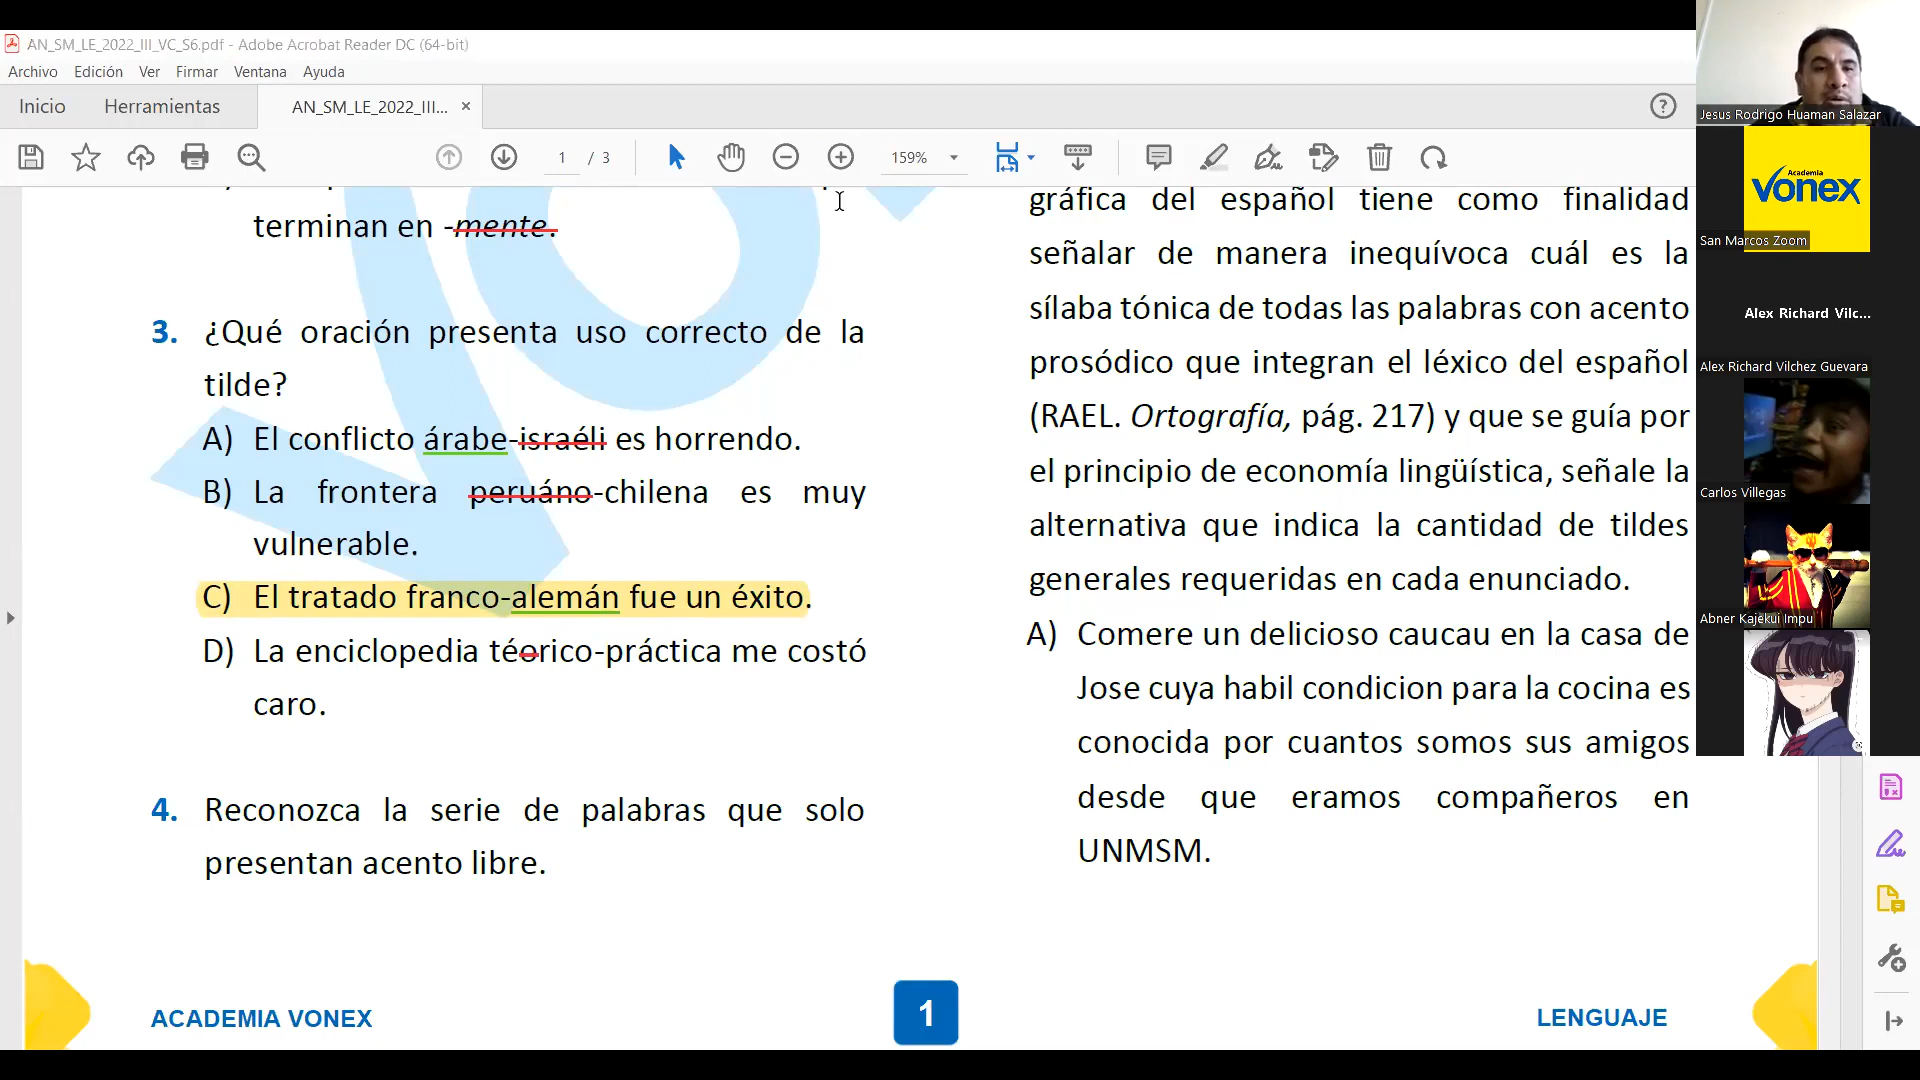 AN_SM_LE_2022_III_VC_S6.pdf - Adobe Acrobat Reader DC (64-bit)
Archivo Edición Ver Firmar Ventana Ayuda
Inicio Herramientas AN_SM_LE_2022_III... ×
1 / 3 159%
terminan en -mente.
3. ¿Qué oración presenta uso correcto de la
tilde?
A) El conflicto árabe-israéli es horrendo.
B) La frontera peruáno-chilena es muy
vulnerable.
C) El tratado franco-alemán fue un éxito.
D) La enciclopedia téorico-práctica me costó
caro.
4. Reconozca la serie de palabras que solo
presentan acento libre.
gráfica del español tiene como finalidad
señalar de manera inequívoca cuál es la
sílaba tónica de todas las palabras con acento
prosódico que integran el léxico del español
(RAEL. Ortografía, pág. 217) y que se guía por
el principio de economía lingüística, señale la
alternativa que indica la cantidad de tildes
generales requeridas en cada enunciado.
A) Comere un delicioso caucau en la casa de
Jose cuya habil condicion para la cocina es
conocida por cuantos somos sus amigos
desde que eramos compañeros en
UNMSM.
ACADEMIA VONEX
1
LENGUAJE
Jesus Rodrigo Huaman Salazar
Academia
vonex
San Marcos Zoom
Alex Richard Vilc...
Alex Richard Vilchez Guevara
Carlos Villegas
Abner Kajekui Impu